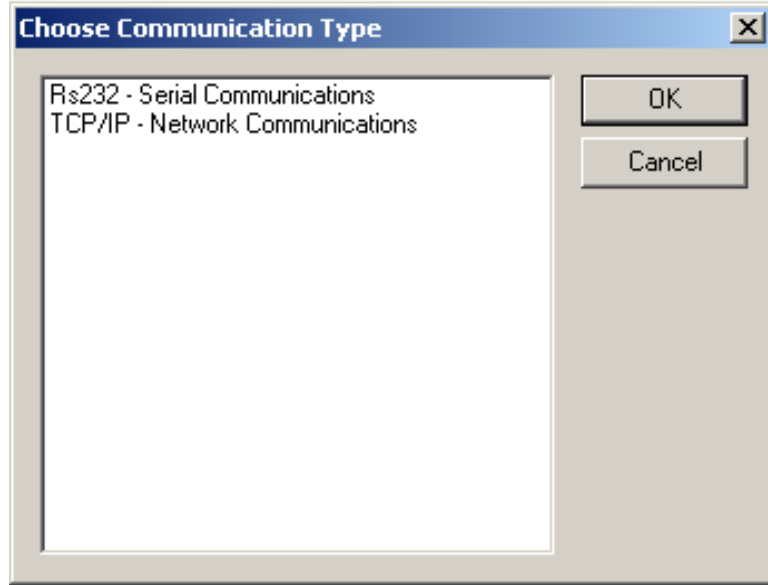 Choose Communication Type
Rs232 - Serial Communications
TCP/IP - Network Communications
OK
Cancel